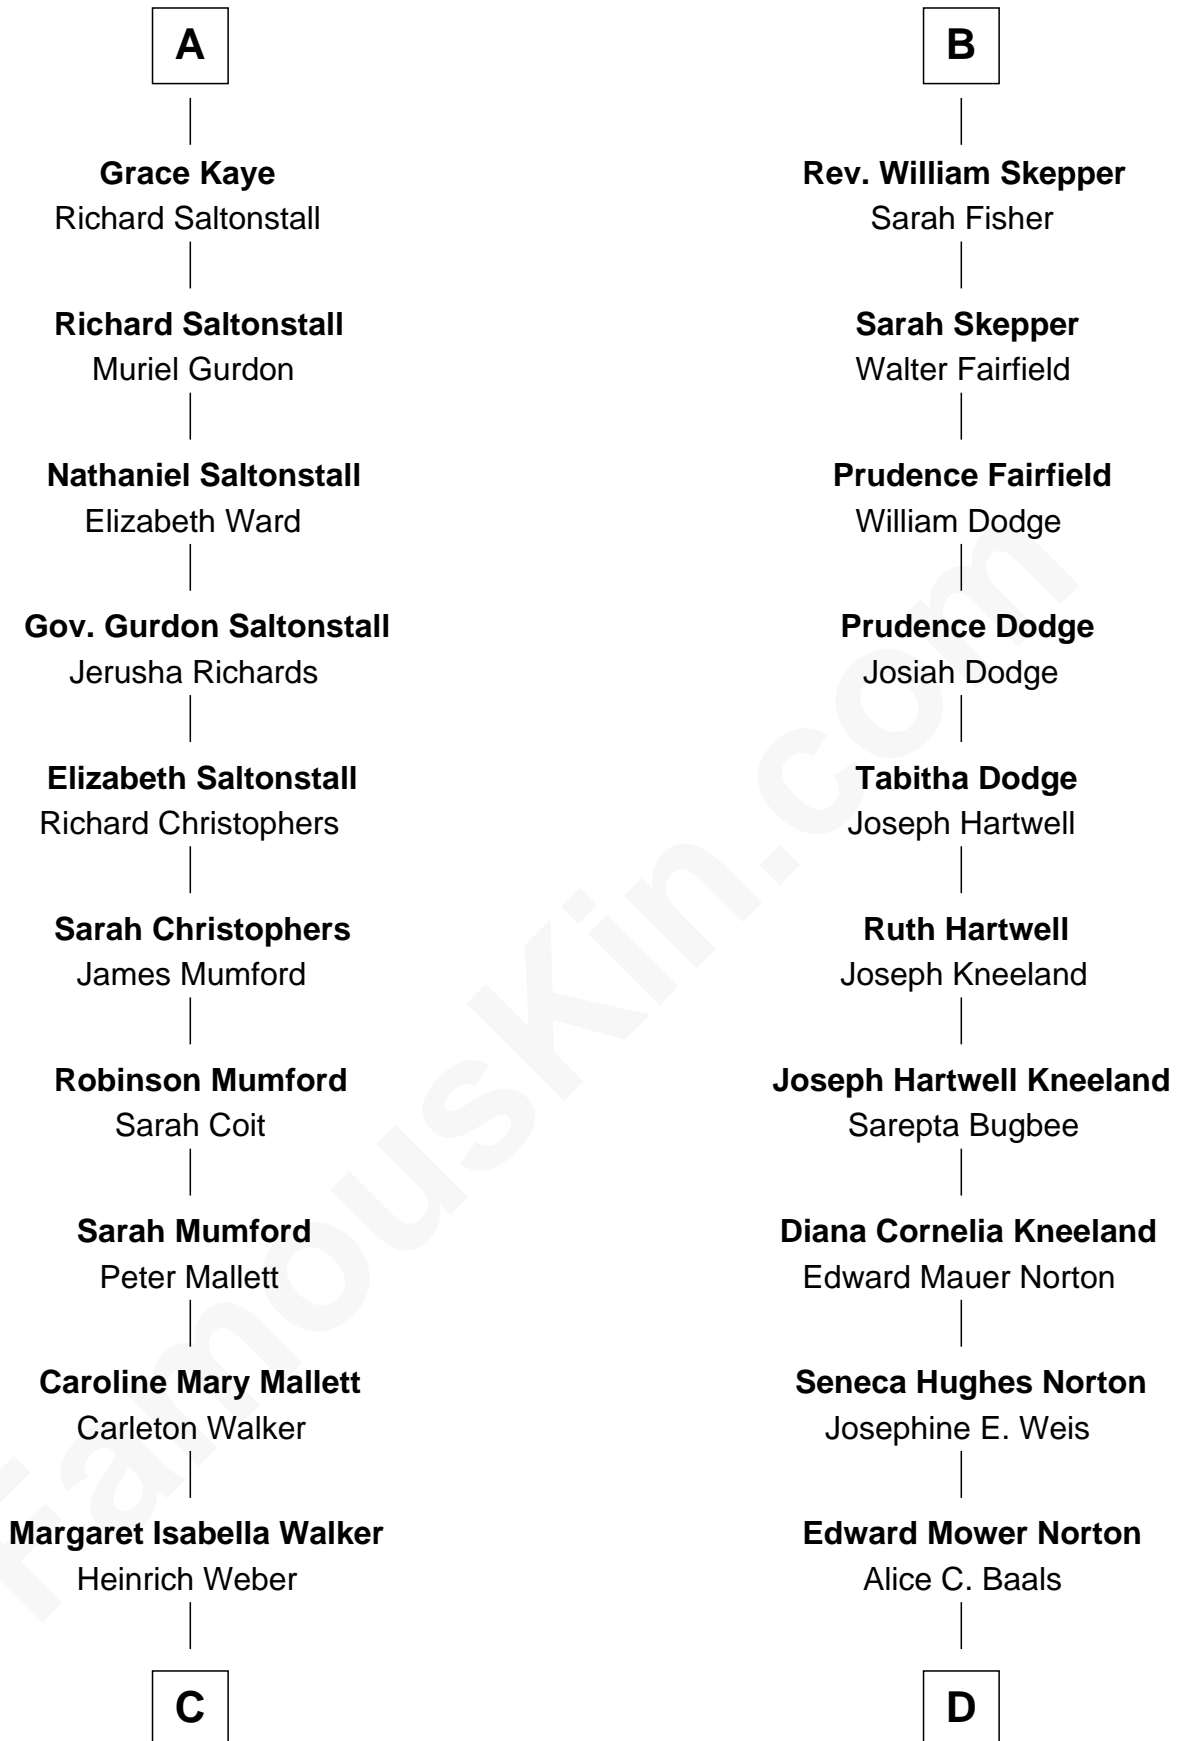 A
Grace Kaye
Richard Saltonstall
Richard Saltonstall
Muriel Gurdon
Nathaniel Saltonstall
Elizabeth Ward
Gov. Gurdon Saltonstall
Jerusha Richards
Elizabeth Saltonstall
Richard Christophers
Sarah Christophers
James Mumford
Robinson Mumford
Sarah Coit
Sarah Mumford
Peter Mallett
Caroline Mary Mallett
Carleton Walker
Margaret Isabella Walker
Heinrich Weber
C
B
Rev. William Skepper
Sarah Fisher
Sarah Skepper
Walter Fairfield
Prudence Fairfield
William Dodge
Prudence Dodge
Josiah Dodge
Tabitha Dodge
Joseph Hartwell
Ruth Hartwell
Joseph Kneeland
Joseph Hartwell Kneeland
Sarepta Bugbee
Diana Cornelia Kneeland
Edward Mauer Norton
Seneca Hughes Norton
Josephine E. Weis
Edward Mower Norton
Alice C. Baals
D
FamousKin.com